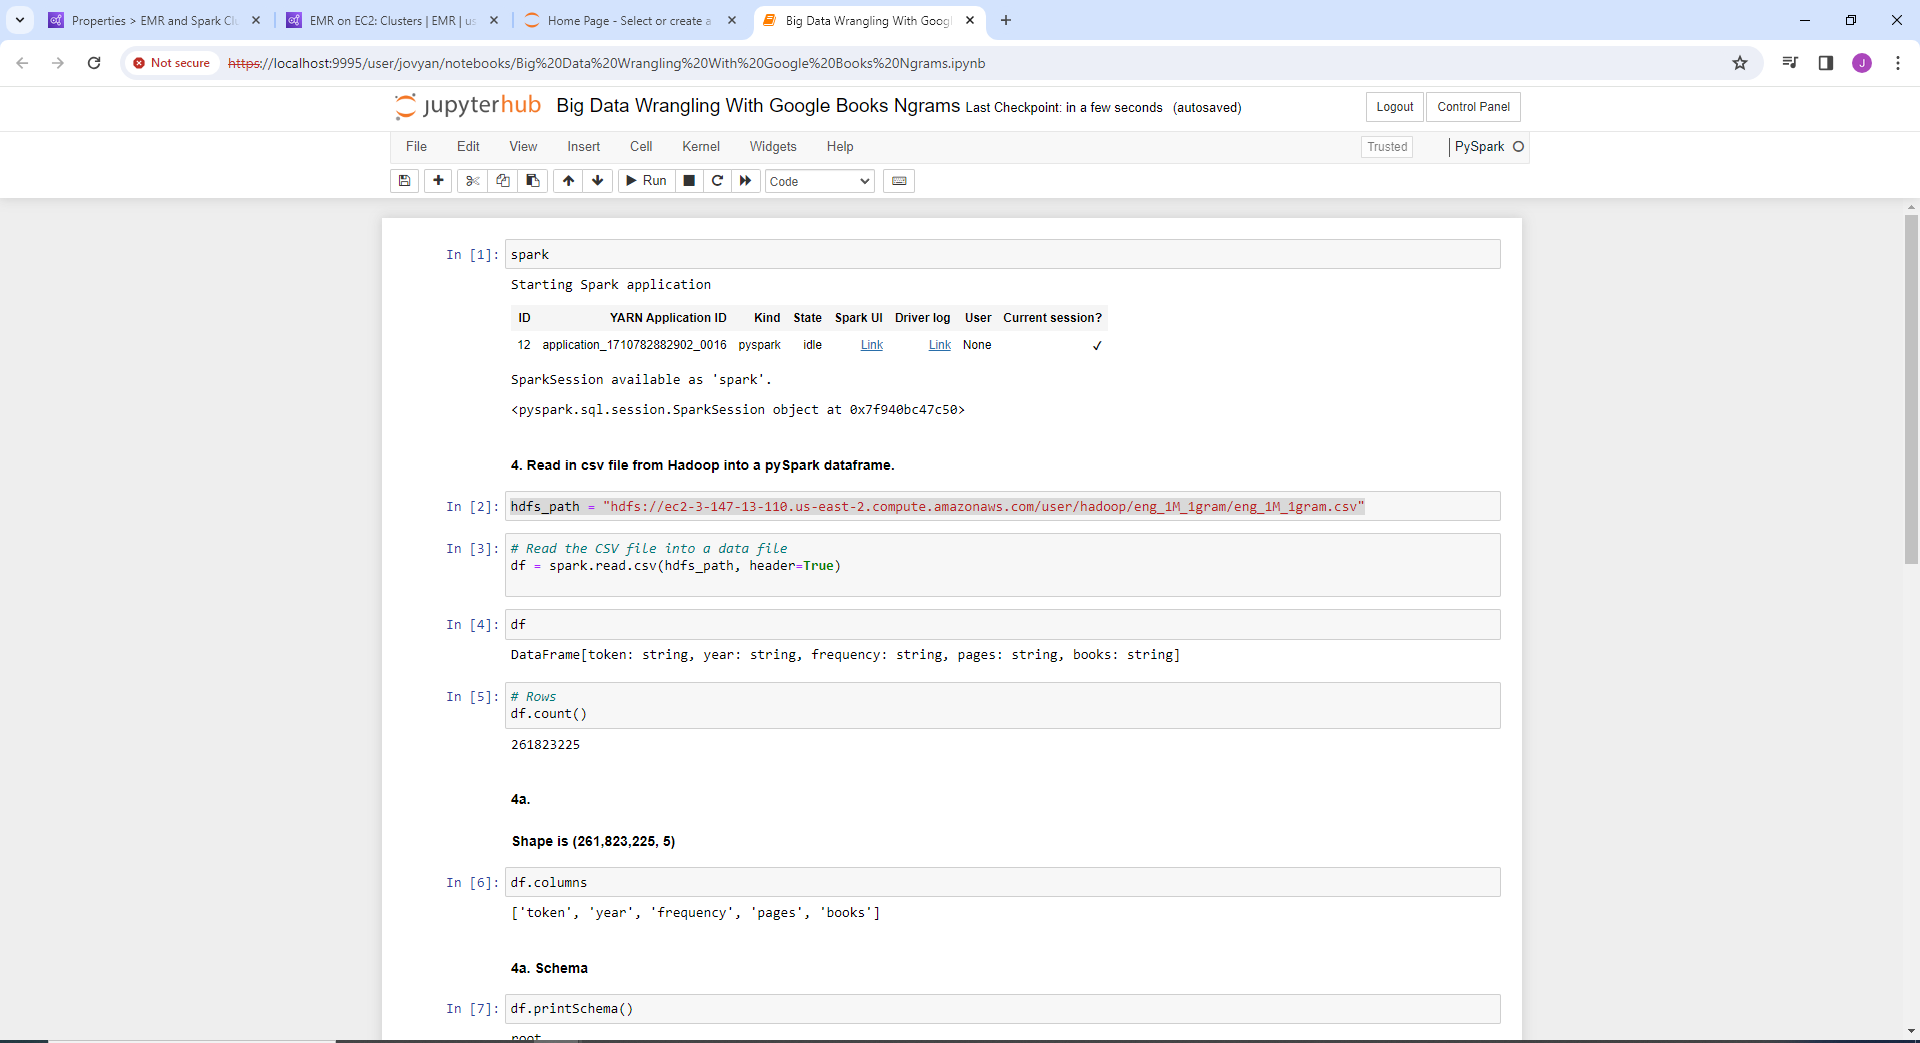 Properties > EMR and Spark Cl
EMR on EC2: Clusters | EMR | us
Home Page - Select or create a
Big Data Wrangling With Googl
Not secure
https://localhost:9995/user/jovyan/notebooks/Big%20Data%20Wrangling%20With%20Google%20Books%20Ngrams.ipynb
J
jupyterhub Big Data Wrangling With Google Books Ngrams Last Checkpoint: in a few seconds (autosaved)
Logout
Control Panel
File Edit View Insert Cell Kernel Widgets Help
Trusted
PySpark
Run
Code
In [1]: spark
Starting Spark application
ID YARN Application ID Kind State Spark UI Driver log User Current session?
12 application_1710782882902_0016 pyspark idle Link Link None ✓
SparkSession available as 'spark'.
<pyspark.sql.session.SparkSession object at 0x7f940bc47c50>
4. Read in csv file from Hadoop into a pySpark dataframe.
In [2]: hdfs_path = "hdfs://ec2-3-147-13-110.us-east-2.compute.amazonaws.com/user/hadoop/eng_1M_1gram/eng_1M_1gram.csv"
In [3]: # Read the CSV file into a data file
df = spark.read.csv(hdfs_path, header=True)
In [4]: df
DataFrame[token: string, year: string, frequency: string, pages: string, books: string]
In [5]: # Rows
df.count()
261823225
4a.
Shape is (261,823,225, 5)
In [6]: df.columns
['token', 'year', 'frequency', 'pages', 'books']
4a. Schema
In [7]: df.printSchema()
root